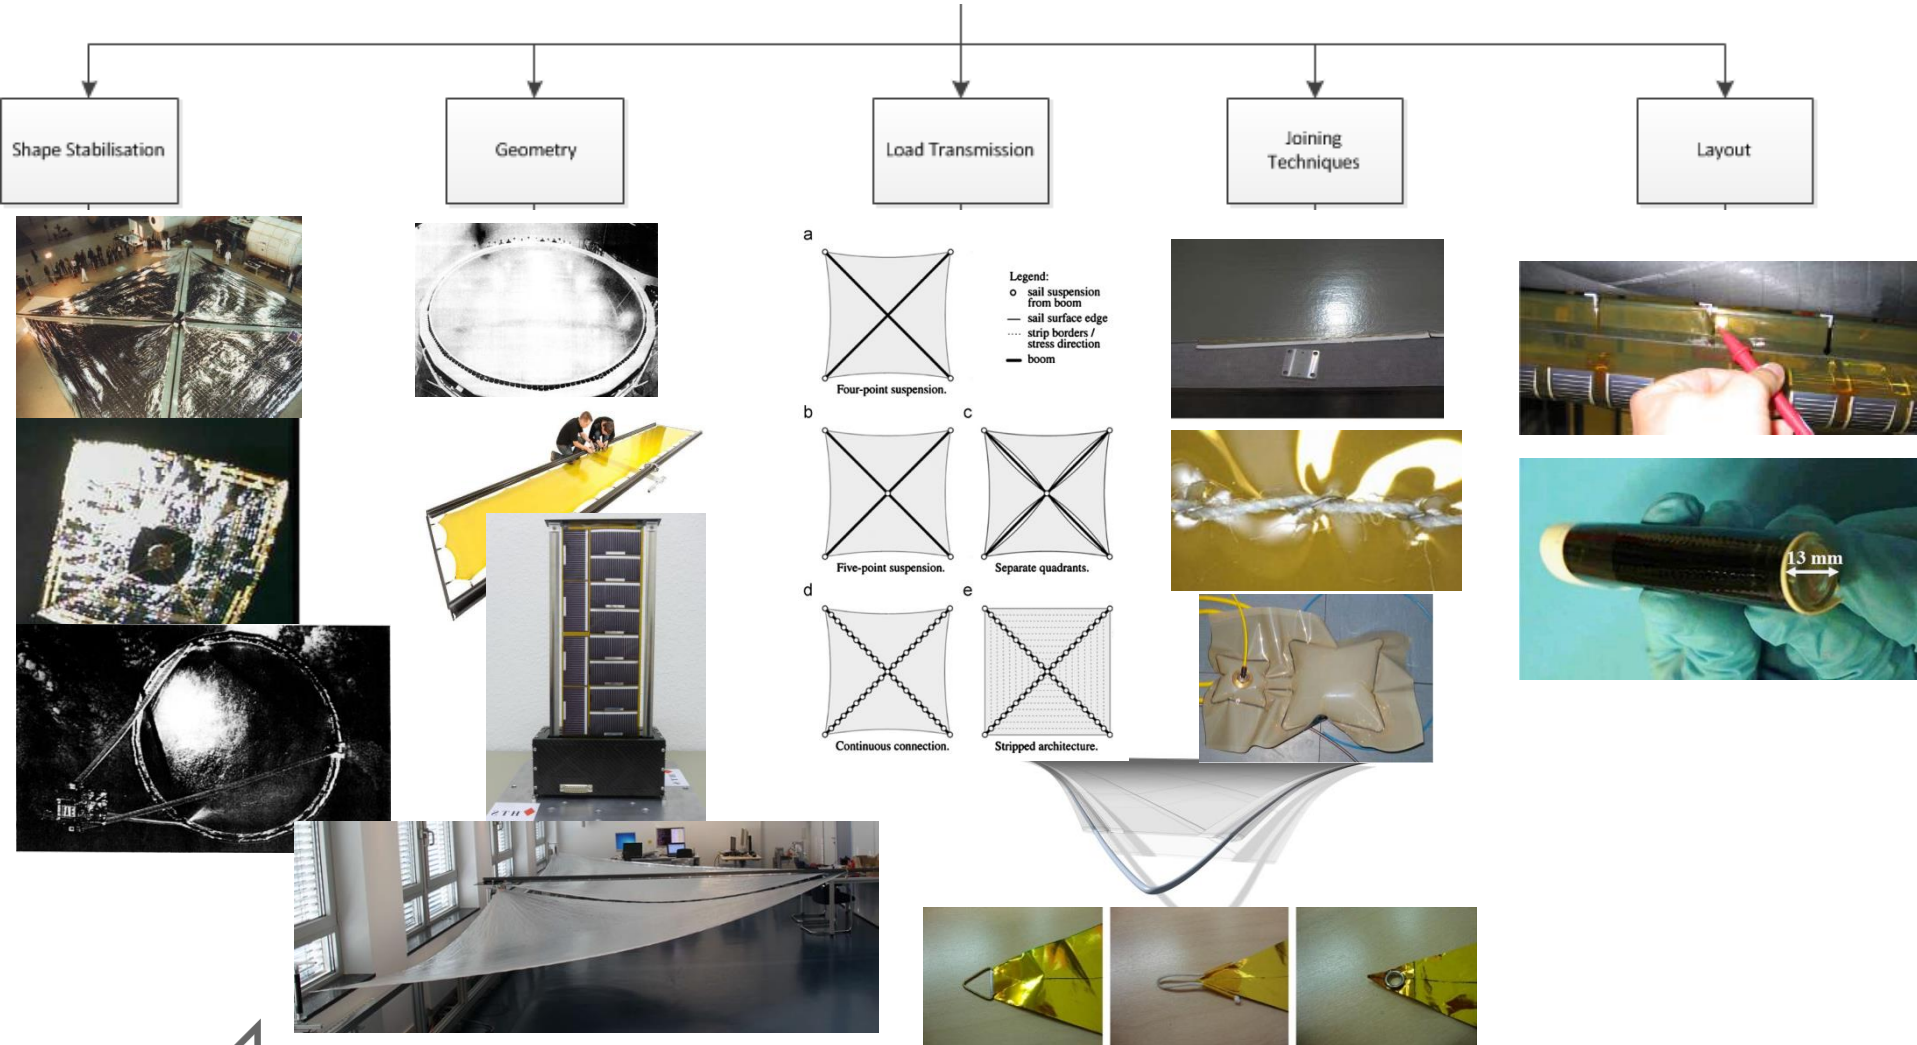 Shape Stabilisation
Geometry
Load Transmission
Joining
Techniques
Layout
a
Legend:
sail suspension
from boom
sail surface edge
strip borders /
stress direction
boom
Four-point suspension.
b
c
Five-point suspension.
Separate quadrants.
d
e
Continuous connection.
Stripped architecture.
13 mm